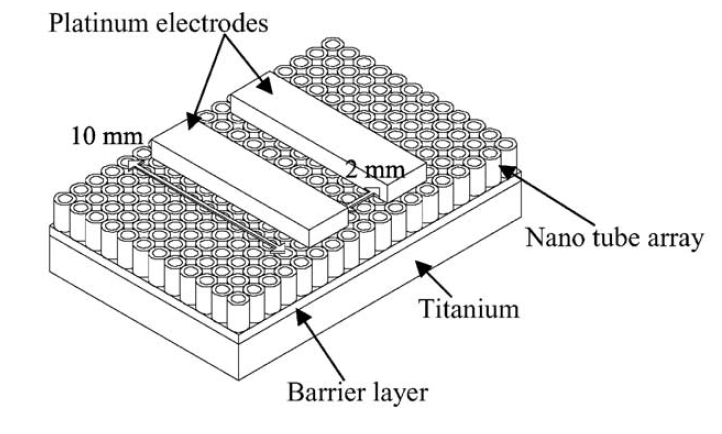 Platinum electrodes
10 mm
2 mm
Nano tube array
Titanium
Barrier layer